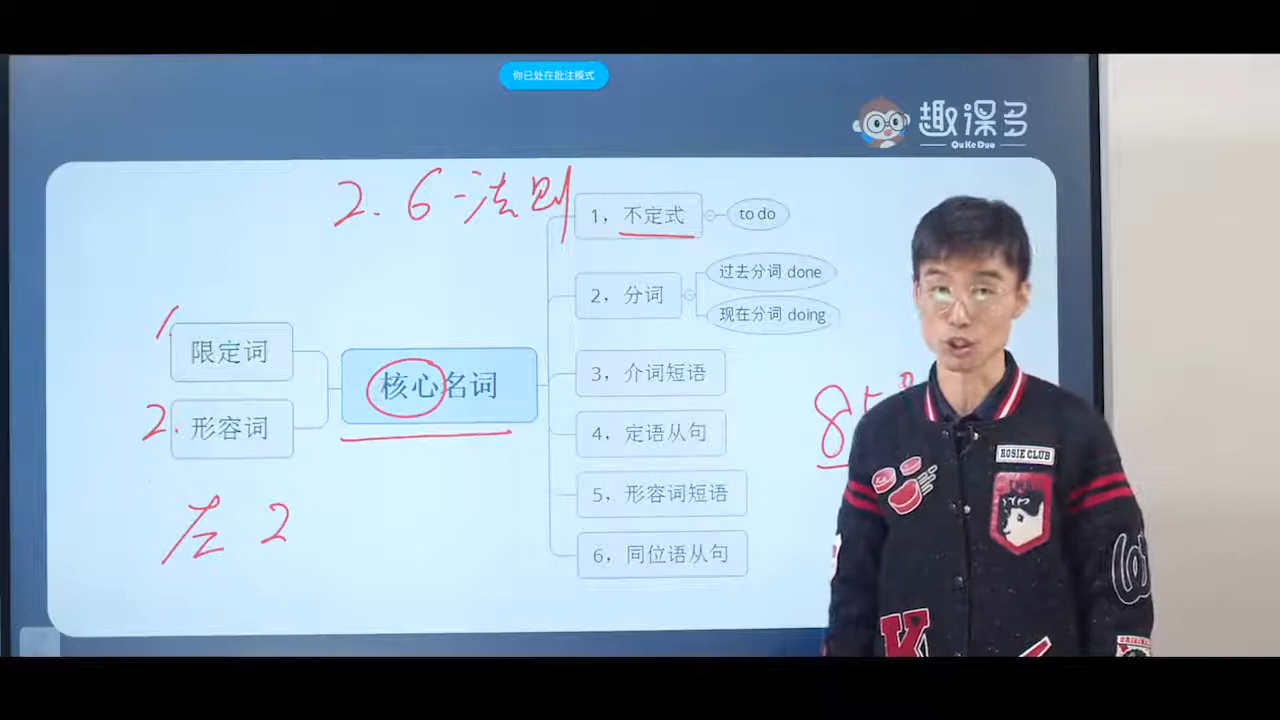 你已处在批注模式
趣课多
QuKeDuo
2.6法则
1，不定式
to do
2，分词
过去分词 done
现在分词 doing
1.
限定词
2.
形容词
核心名词
3，介词短语
4，定语从句
5，形容词短语
6，同位语从句
左2
8
ROSIE CLUB
K